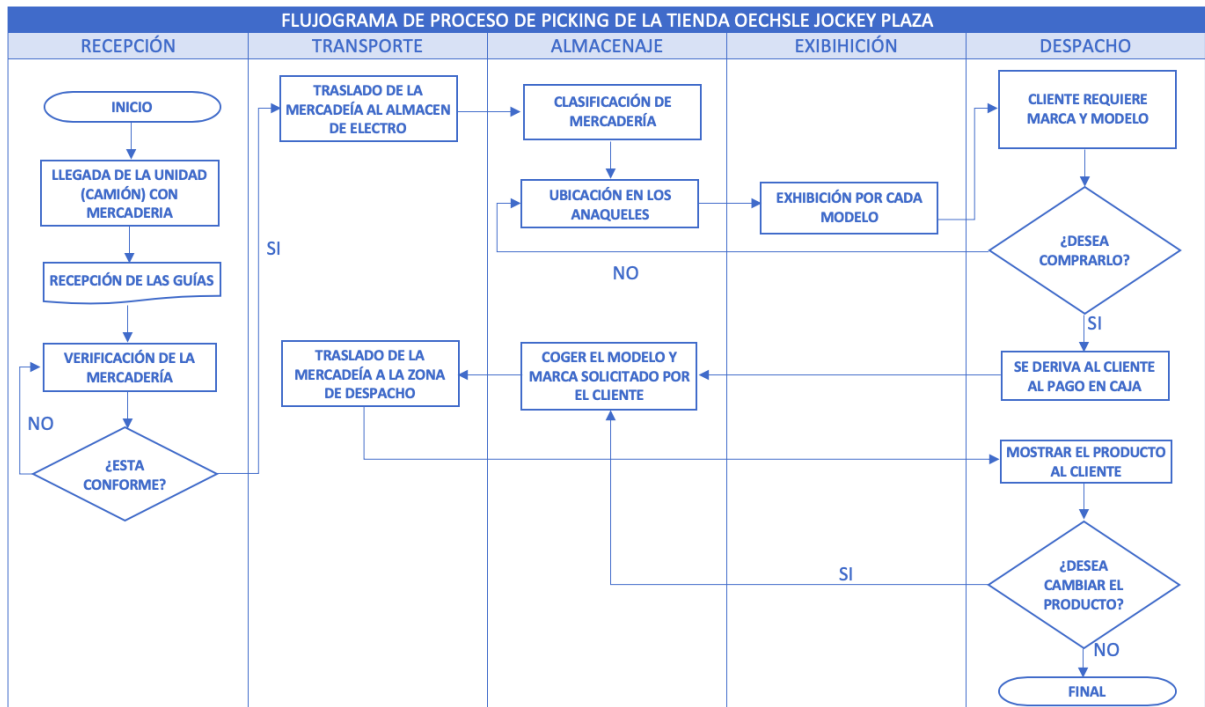 FLUJOGRAMA DE PROCESO DE PICKING DE LA TIENDA OECHSLE JOCKEY PLAZA
RECEPCIÓN
TRANSPORTE
ALMACENAJE
EXIBIHICIÓN
DESPACHO
INICIO
LLEGADA DE LA UNIDAD
(CAMIÓN) CON
MERCADERIA
RECEPCIÓN DE LAS GUÍAS
VERIFICACIÓN DE LA
MERCADERÍA
NO
¿ESTA
CONFORME?
SI
TRASLADO DE LA
MERCADEÍA AL ALMACEN
DE ELECTRO
CLASIFICACIÓN DE
MERCADERÍA
UBICACIÓN EN LOS
ANAQUELES
EXHIBICIÓN POR CADA
MODELO
CLIENTE REQUIERE
MARCA Y MODELO
¿DESEA
COMPRARLO?
NO
SI
SE DERIVA AL CLIENTE
AL PAGO EN CAJA
COGER EL MODELO Y
MARCA SOLICITADO POR
EL CLIENTE
TRASLADO DE LA
MERCADEÍA A LA ZONA
DE DESPACHO
MOSTRAR EL PRODUCTO
AL CLIENTE
¿DESEA
CAMBIAR EL
PRODUCTO?
SI
NO
FINAL